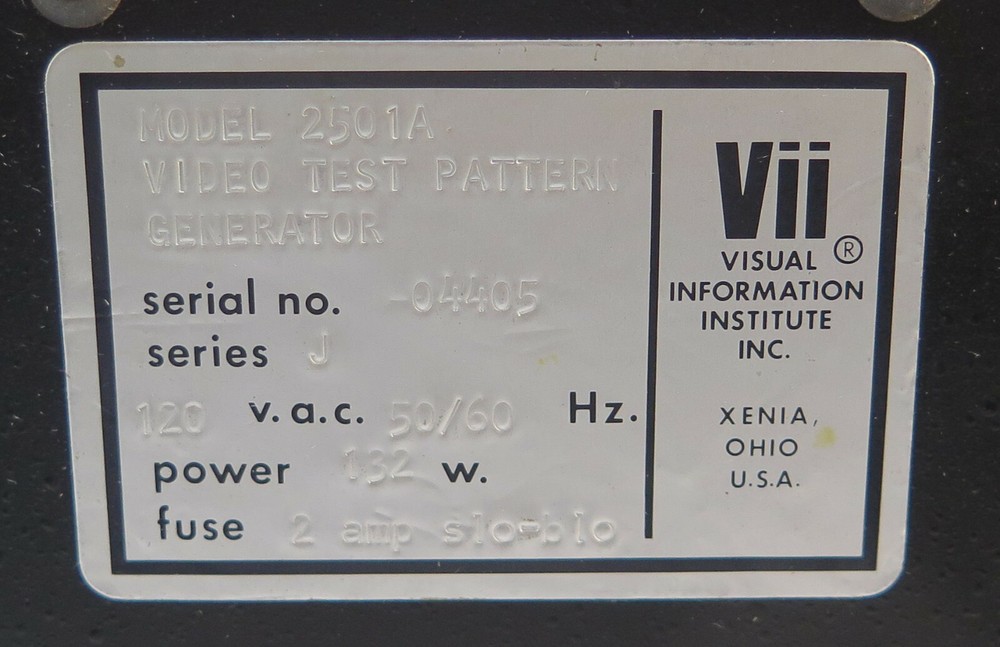 MODEL 2501A
VIDEO TEST PATTERN
GENERATOR
serial no. -04405
series J
120 v.a.c. 50/60 Hz.
power 132 w.
fuse 2 amp slo-blo
Vii ®
VISUAL
INFORMATION
INSTITUTE
INC.
XENIA,
OHIO
U.S.A.